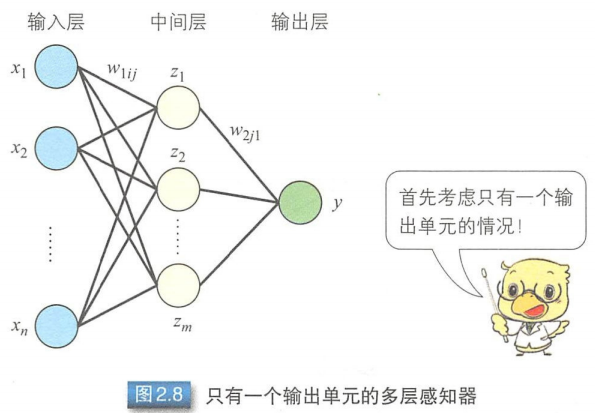 输入层 中间层 输出层
x1 w1ij z1
x2 z2 w2j1
y
首先考虑只有一个输
出单元的情况!
…… ……
xn zm
图2.8 只有一个输出单元的多层感知器